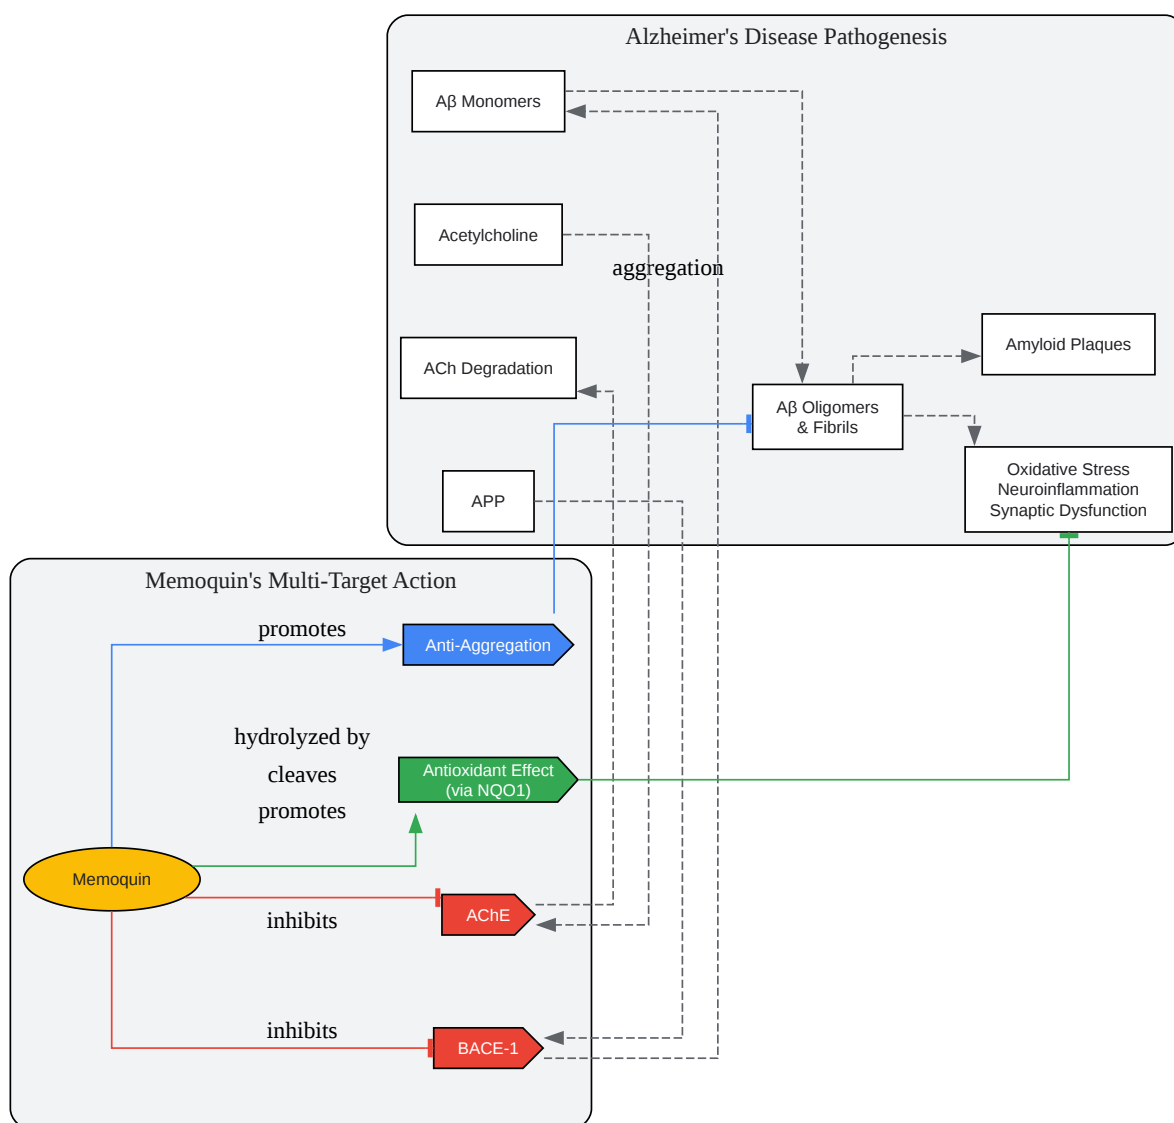 Alzheimer's Disease Pathogenesis
Aβ Monomers
Acetylcholine
aggregation
ACh Degradation
Amyloid Plaques
Aβ Oligomers
& Fibrils
Oxidative Stress
Neuroinflammation
Synaptic Dysfunction
APP
Memoquin's Multi-Target Action
promotes
Anti-Aggregation
hydrolyzed by
cleaves
promotes
Antioxidant Effect
(via NQO1)
Memoquin
inhibits
AChE
inhibits
BACE-1